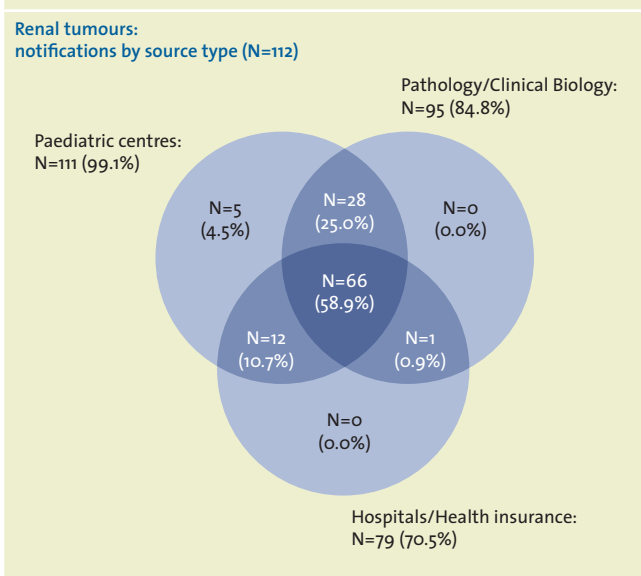 Renal tumours:
notifications by source type (N=112)
Pathology/Clinical Biology:
N=95 (84.8%)
Paediatric centres:
N=111 (99.1%)
N=5
(4.5%)
N=28
(25.0%)
N=0
(0.0%)
N=66
(58.9%)
N=12
(10.7%)
N=1
(0.9%)
N=0
(0.0%)
Hospitals/Health insurance:
N=79 (70.5%)